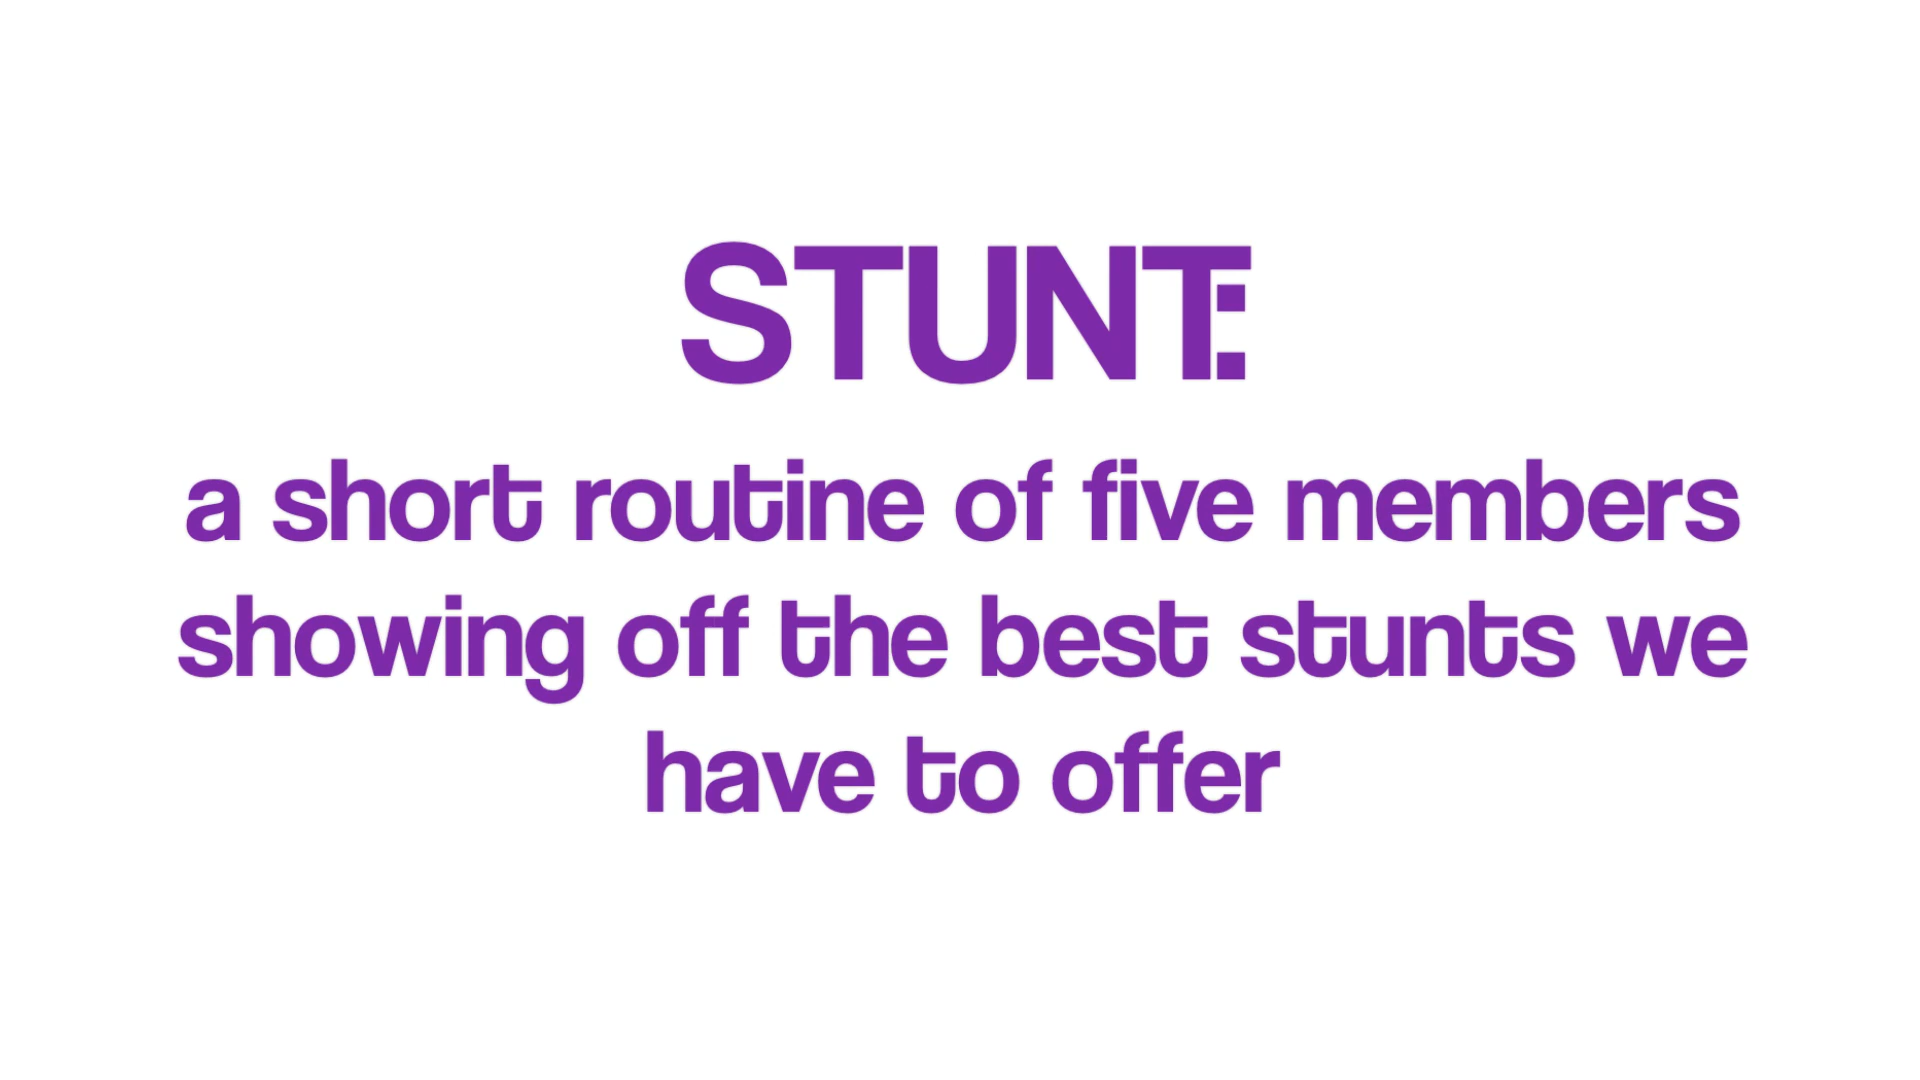 STUNT:
a short routine of five members
showing off the best stunts we
have to offer